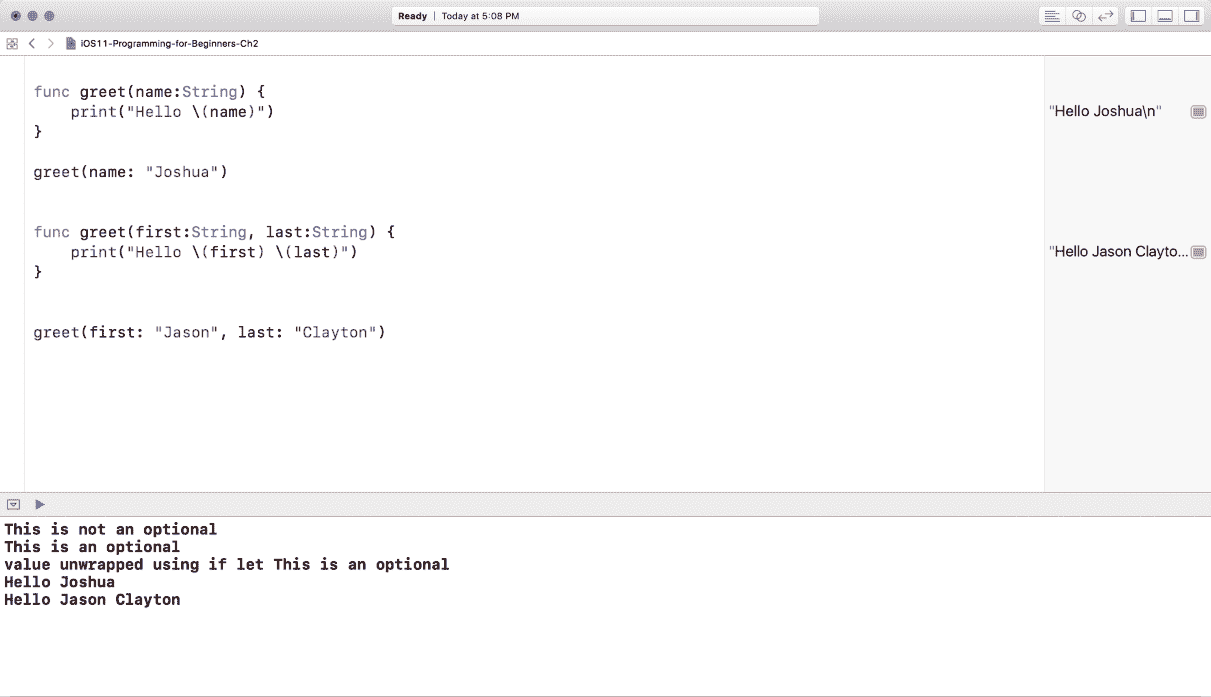 Ready | Today at 5:08 PM
iOS11-Programming-for-Beginners-Ch2
func greet(name:String) {
    print("Hello \(name)")
}
"Hello Joshua\n"
greet(name: "Joshua")
func greet(first:String, last:String) {
    print("Hello \(first) \(last)")
}
"Hello Jason Clayto...
greet(first: "Jason", last: "Clayton")
This is not an optional
This is an optional
value unwrapped using if let This is an optional
Hello Joshua
Hello Jason Clayton